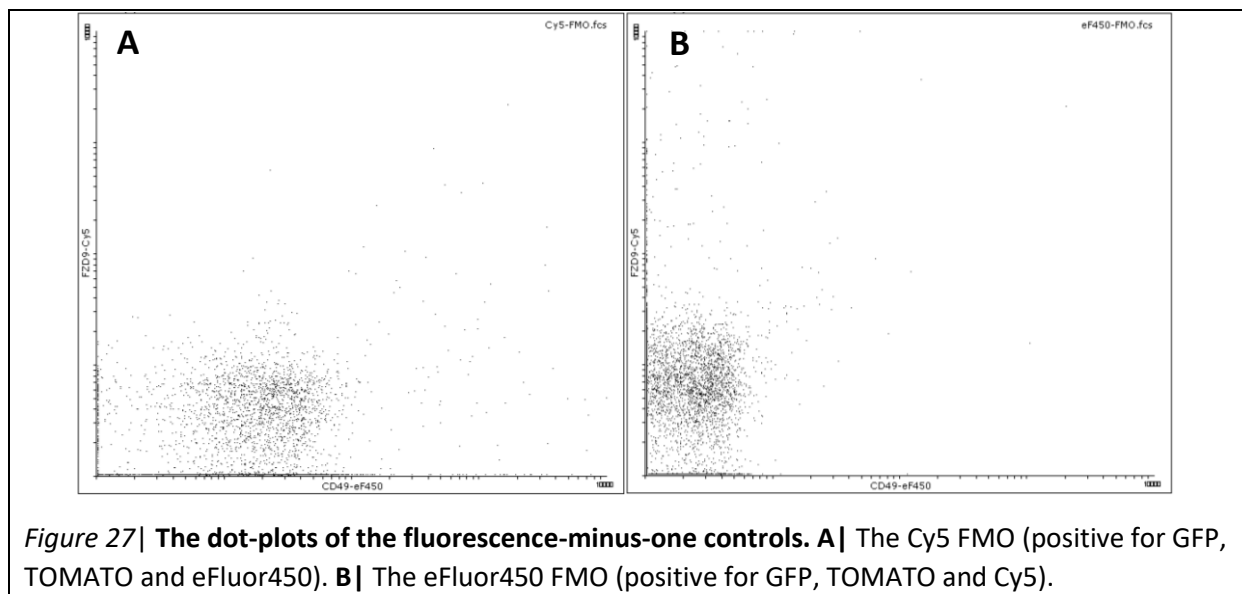 A
Cy5-FMO.fcs
FZD9-Cy5
CD49-eF450
B
eF450-FMO.fcs
FZD9-Cy5
CD49-eF450
Figure 27| The dot-plots of the fluorescence-minus-one controls. A| The Cy5 FMO (positive for GFP,
TOMATO and eFluor450). B| The eFluor450 FMO (positive for GFP, TOMATO and Cy5).